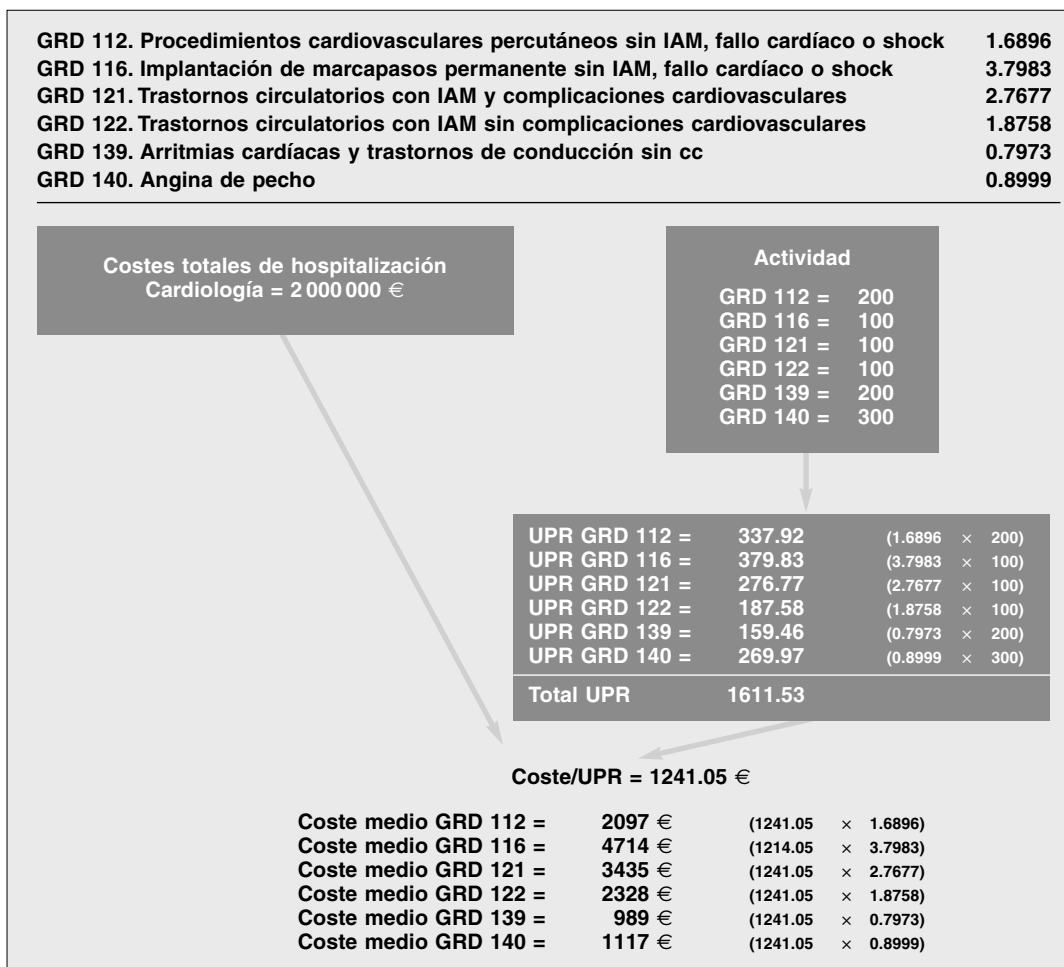 GRD 112. Procedimientos cardiovasculares percutáneos sin IAM, fallo cardíaco o shock 1.6896
GRD 116. Implantación de marcapasos permanente sin IAM, fallo cardíaco o shock 3.7983
GRD 121. Trastornos circulatorios con IAM y complicaciones cardiovasculares 2.7677
GRD 122. Trastornos circulatorios con IAM sin complicaciones cardiovasculares 1.8758
GRD 139. Arritmias cardíacas y trastornos de conducción sin cc 0.7973
GRD 140. Angina de pecho 0.8999
Costes totales de hospitalización
Cardiología = 2 000 000 €
Actividad
GRD 112 = 200
GRD 116 = 100
GRD 121 = 100
GRD 122 = 100
GRD 139 = 200
GRD 140 = 300
UPR GRD 112 = 337.92 (1.6896 × 200)
UPR GRD 116 = 379.83 (3.7983 × 100)
UPR GRD 121 = 276.77 (2.7677 × 100)
UPR GRD 122 = 187.58 (1.8758 × 100)
UPR GRD 139 = 159.46 (0.7973 × 200)
UPR GRD 140 = 269.97 (0.8999 × 300)
Total UPR 1611.53
Coste/UPR = 1241.05 €
Coste medio GRD 112 = 2097 € (1241.05 × 1.6896)
Coste medio GRD 116 = 4714 € (1214.05 × 3.7983)
Coste medio GRD 121 = 3435 € (1241.05 × 2.7677)
Coste medio GRD 122 = 2328 € (1241.05 × 1.8758)
Coste medio GRD 139 = 989 € (1241.05 × 0.7973)
Coste medio GRD 140 = 1117 € (1241.05 × 0.8999)